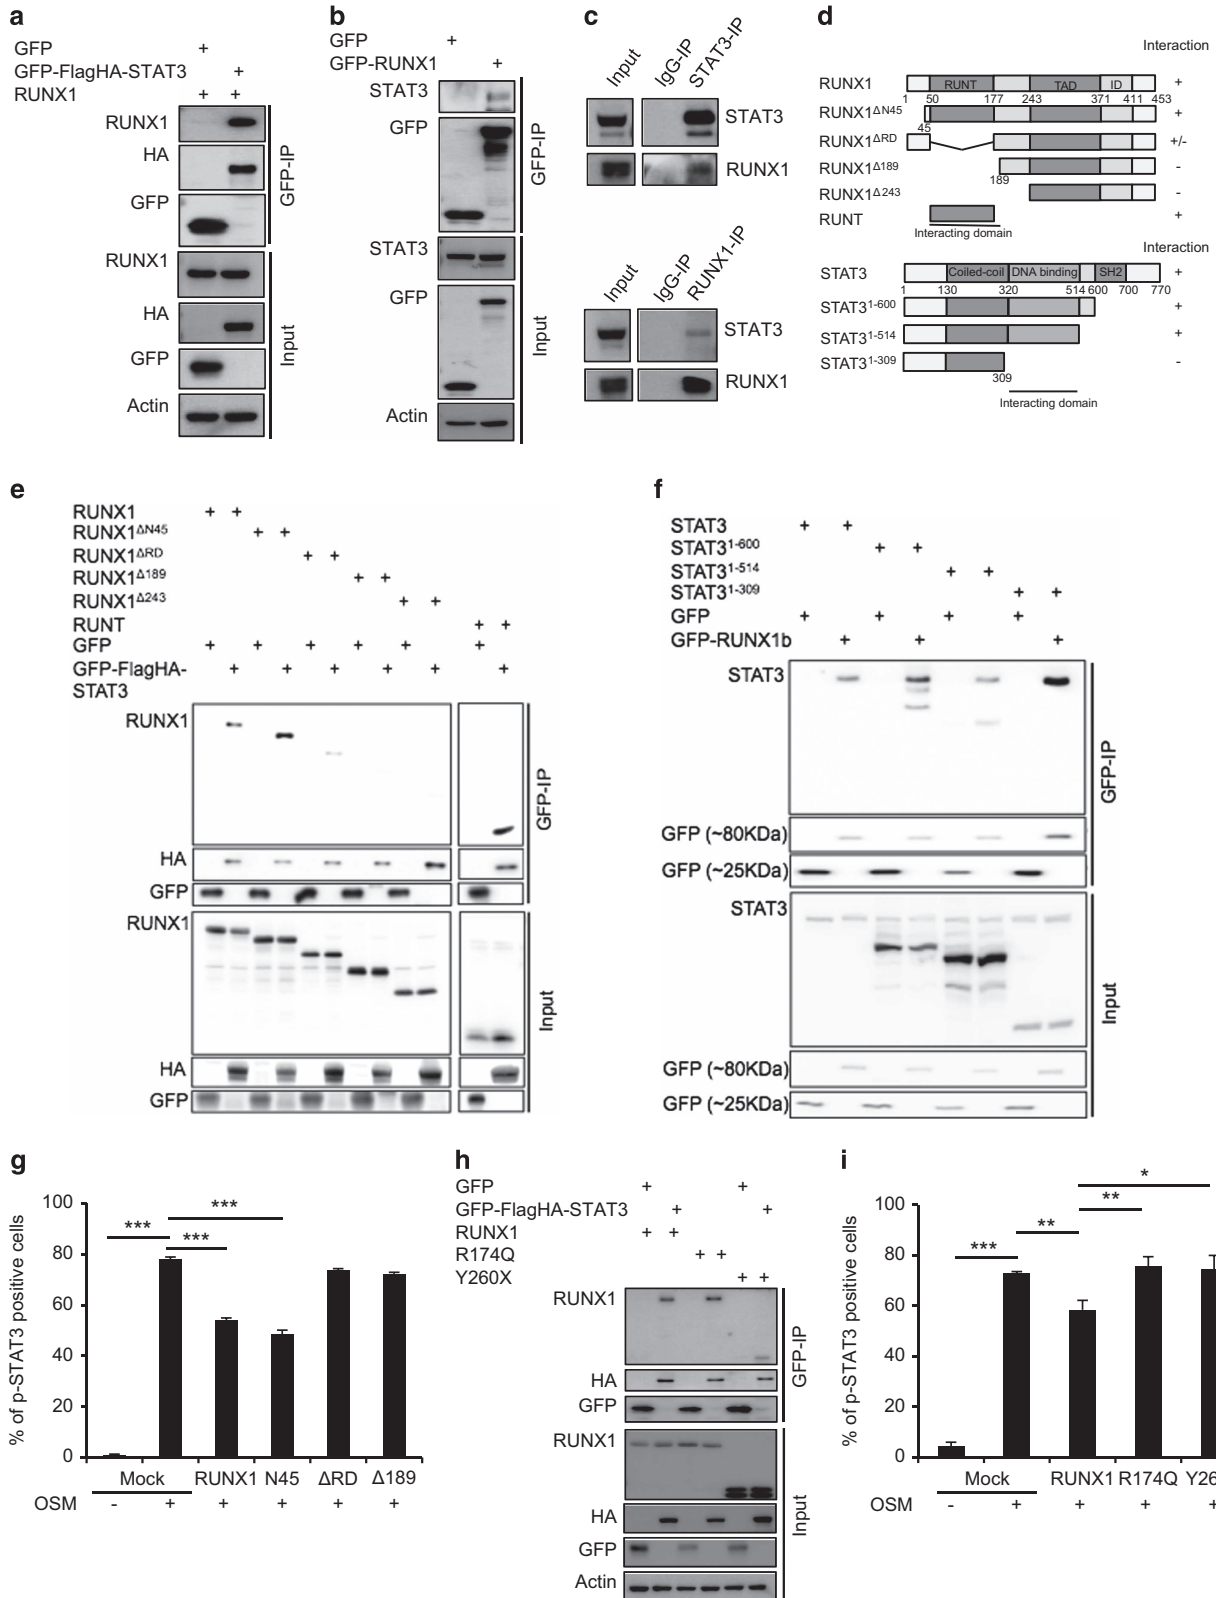 a
GFP +
GFP-FlagHA-STAT3 +
RUNX1 + +
RUNX1
HA
GFP
GFP-IP
RUNX1
HA
GFP
Actin
Input
b
GFP +
GFP-RUNX1 +
STAT3
GFP
GFP-IP
STAT3
GFP
Actin
Input
c
Input IgG-IP STAT3-IP
STAT3
RUNX1
Input IgG-IP RUNX1-IP
STAT3
RUNX1
d
Interaction
RUNX1 RUNT TAD ID +
1 50 177 243 371 411 453
RUNX1ΔN45 +
45
RUNX1ΔRD +/-
RUNX1Δ189 -
189
RUNX1Δ243 -
RUNT +
Interacting domain
Interaction
STAT3 Coiled-coil DNA binding SH2 +
1 130 320 514 600 700 770
STAT31-600 +
STAT31-514 +
STAT31-309 -
309
Interacting domain
e
RUNX1 + +
RUNX1ΔN45 + +
RUNX1ΔRD + +
RUNX1Δ189 + +
RUNX1Δ243 + +
RUNT + +
GFP + + + + + +
GFP-FlagHA- + + + + + +
STAT3
RUNX1
HA
GFP
GFP-IP
RUNX1
HA
GFP
Input
f
STAT3 + +
STAT31-600 + +
STAT31-514 + +
STAT31-309 + +
GFP + + + +
GFP-RUNX1b + + +
STAT3
GFP (~80KDa)
GFP (~25KDa)
GFP-IP
STAT3
GFP (~80KDa)
GFP (~25KDa)
Input
g
% of p-STAT3 positive cells
100
80
60
40
20
0
***
***
***
Mock RUNX1 N45 ΔRD Δ189
OSM - + + + + +
h
GFP + +
GFP-FlagHA-STAT3 + +
RUNX1 + +
R174Q + +
Y260X + +
RUNX1
HA
GFP
GFP-IP
RUNX1
HA
GFP
Actin
Input
i
% of p-STAT3 positive cells
100
80
60
40
20
0
***
**
**
*
Mock RUNX1 R174Q Y26
OSM - + + + +